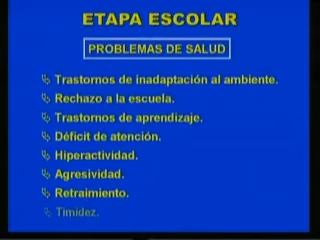 ETAPA ESCOLAR
PROBLEMAS DE SALUD
Trastornos de inadaptación al ambiente.
Rechazo a la escuela.
Trastornos de aprendizaje.
Déficit de atención.
Hiperactividad.
Agresividad.
Retraimiento.
Timidez.